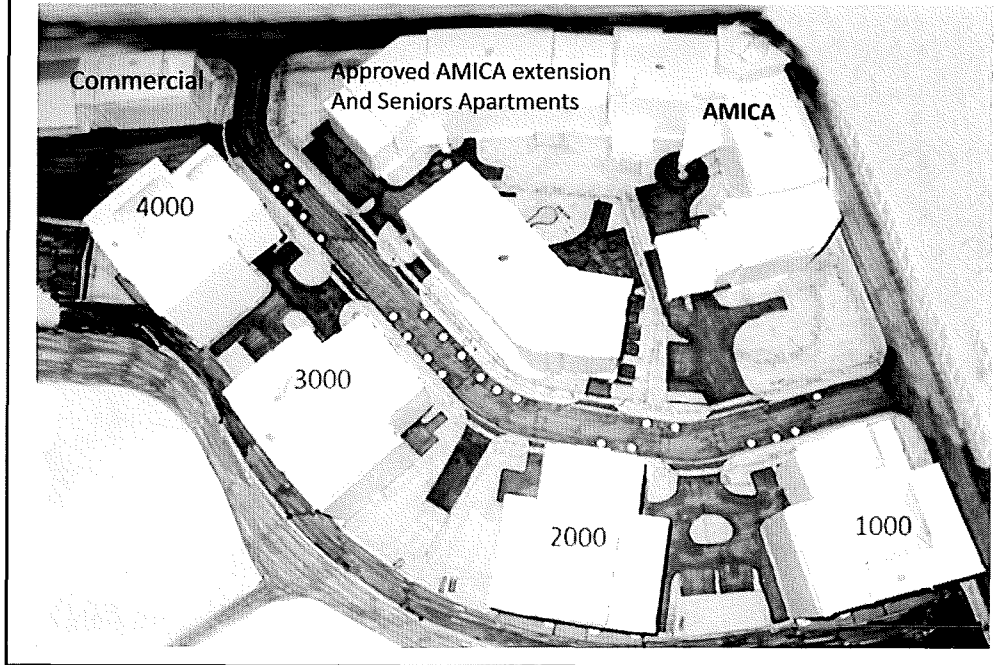 Commercial
Approved AMICA extension
And Seniors Apartments
AMICA
4000
3000
2000
1000